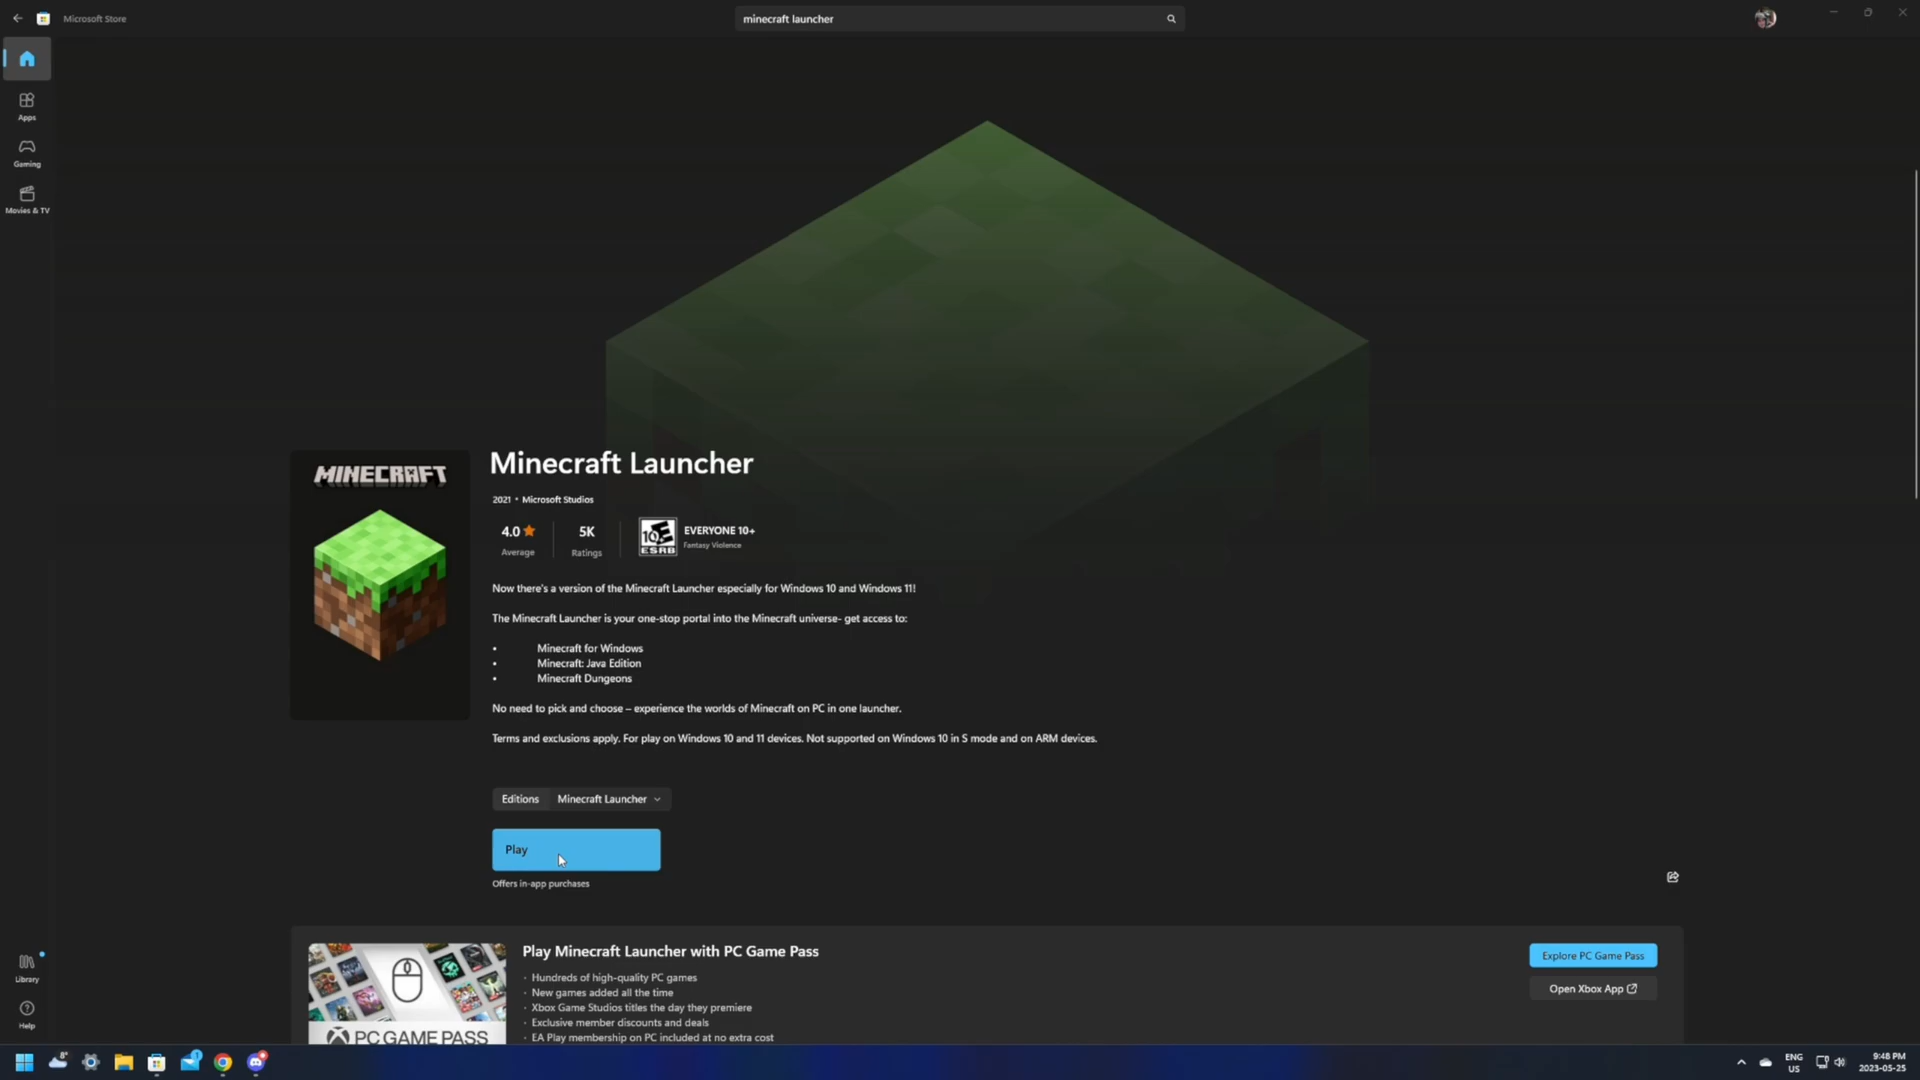 Microsoft Store
minecraft launcher
Apps
Gaming
Movies & TV
MINECRAFT
Minecraft Launcher
2021 • Microsoft Studios
4.0 5K
Average Ratings
10+ E
ESRB
EVERYONE 10+
Fantasy Violence
Now there's a version of the Minecraft Launcher especially for Windows 10 and Windows 11!
The Minecraft Launcher is your one-stop portal into the Minecraft universe- get access to:
• Minecraft for Windows
• Minecraft: Java Edition
• Minecraft Dungeons
No need to pick and choose – experience the worlds of Minecraft on PC in one launcher.
Terms and exclusions apply. For play on Windows 10 and 11 devices. Not supported on Windows 10 in S mode and on ARM devices.
Editions Minecraft Launcher
Play
Offers in-app purchases
Play Minecraft Launcher with PC Game Pass
· Hundreds of high-quality PC games
· New games added all the time
· Xbox Game Studios titles the day they premiere
· Exclusive member discounts and deals
· EA Play membership on PC included at no extra cost
PC GAME PASS
Explore PC Game Pass
Open Xbox App
Library
Help
8°
1
ENG
US
9:48 PM
2023-05-25